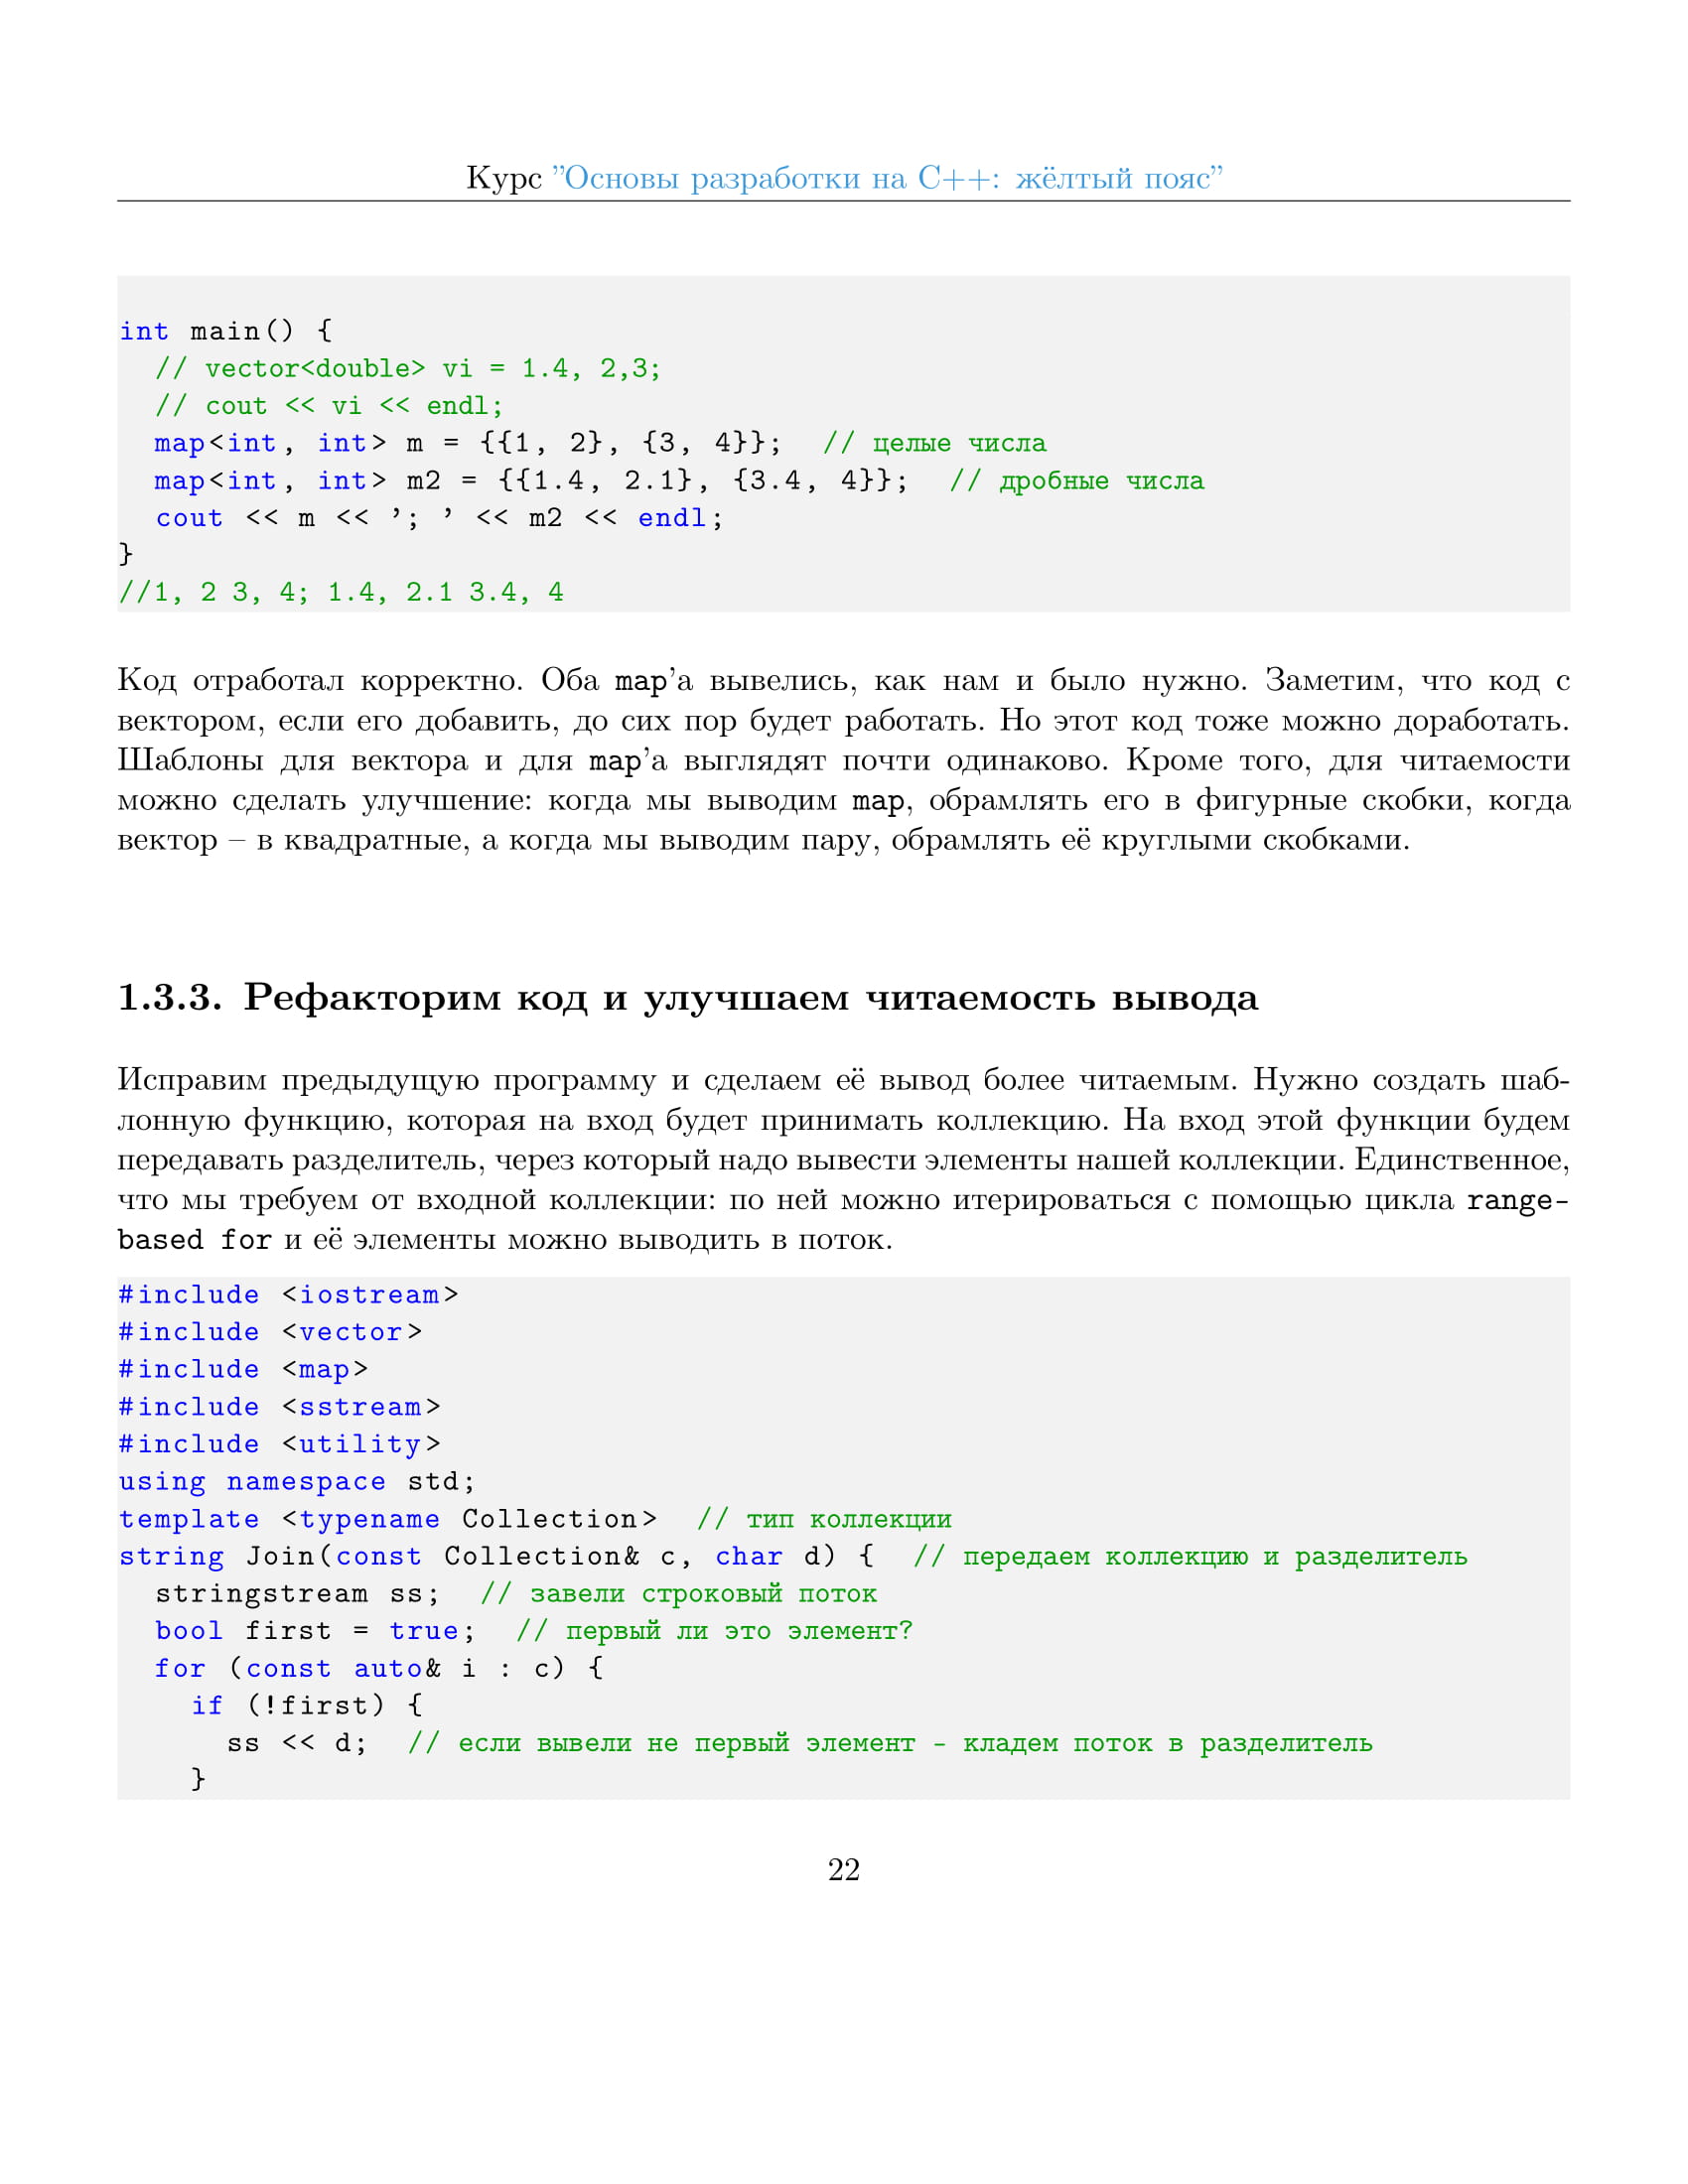 Курс ”Основы разработки на C++: жёлтый пояс”
int main() {
  // vector<double> vi = 1.4, 2,3;
  // cout << vi << endl;
  map<int, int> m = {{1, 2}, {3, 4}};  // целые числа
  map<int, int> m2 = {{1.4, 2.1}, {3.4, 4}};  // дробные числа
  cout << m << ’; ’ << m2 << endl;
}
//1, 2 3, 4; 1.4, 2.1 3.4, 4
Код отработал корректно. Оба map’а вывелись, как нам и было нужно. Заметим, что код с
вектором, если его добавить, до сих пор будет работать. Но этот код тоже можно доработать.
Шаблоны для вектора и для map’а выглядят почти одинаково. Кроме того, для читаемости
можно сделать улучшение: когда мы выводим map, обрамлять его в фигурные скобки, когда
вектор – в квадратные, а когда мы выводим пару, обрамлять её круглыми скобками.
1.3.3. Рефакторим код и улучшаем читаемость вывода
Исправим предыдущую программу и сделаем её вывод более читаемым. Нужно создать шаб-
лонную функцию, которая на вход будет принимать коллекцию. На вход этой функции будем
передавать разделитель, через который надо вывести элементы нашей коллекции. Единственное,
что мы требуем от входной коллекции: по ней можно итерироваться с помощью цикла range-
based for и её элементы можно выводить в поток.
#include <iostream>
#include <vector>
#include <map>
#include <sstream>
#include <utility>
using namespace std;
template <typename Collection>  // тип коллекции
string Join(const Collection& c, char d) {  // передаем коллекцию и разделитель
  stringstream ss;  // завели строковый поток
  bool first = true;  // первый ли это элемент?
  for (const auto& i : c) {
    if (!first) {
      ss << d;  // если вывели не первый элемент - кладем поток в разделитель
    }
22